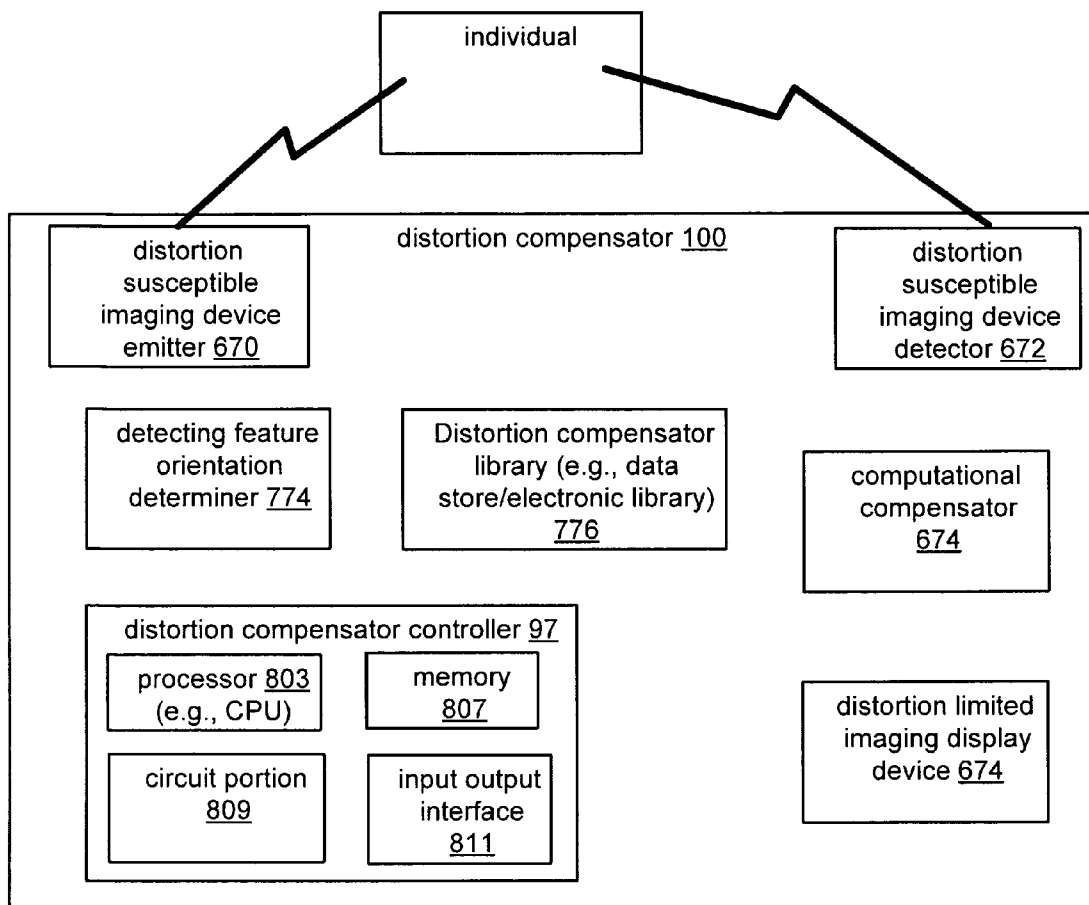 individual
distortion compensator 100
distortion
susceptible
imaging device
emitter 670
distortion
susceptible
imaging device
detector 672
detecting feature
orientation
determiner 774
Distortion compensator
library (e.g., data
store/electronic library)
776
computational
compensator
674
distortion compensator controller 97
processor 803
(e.g., CPU)
memory
807
circuit portion
809
input output
interface
811
distortion limited
imaging display
device 674